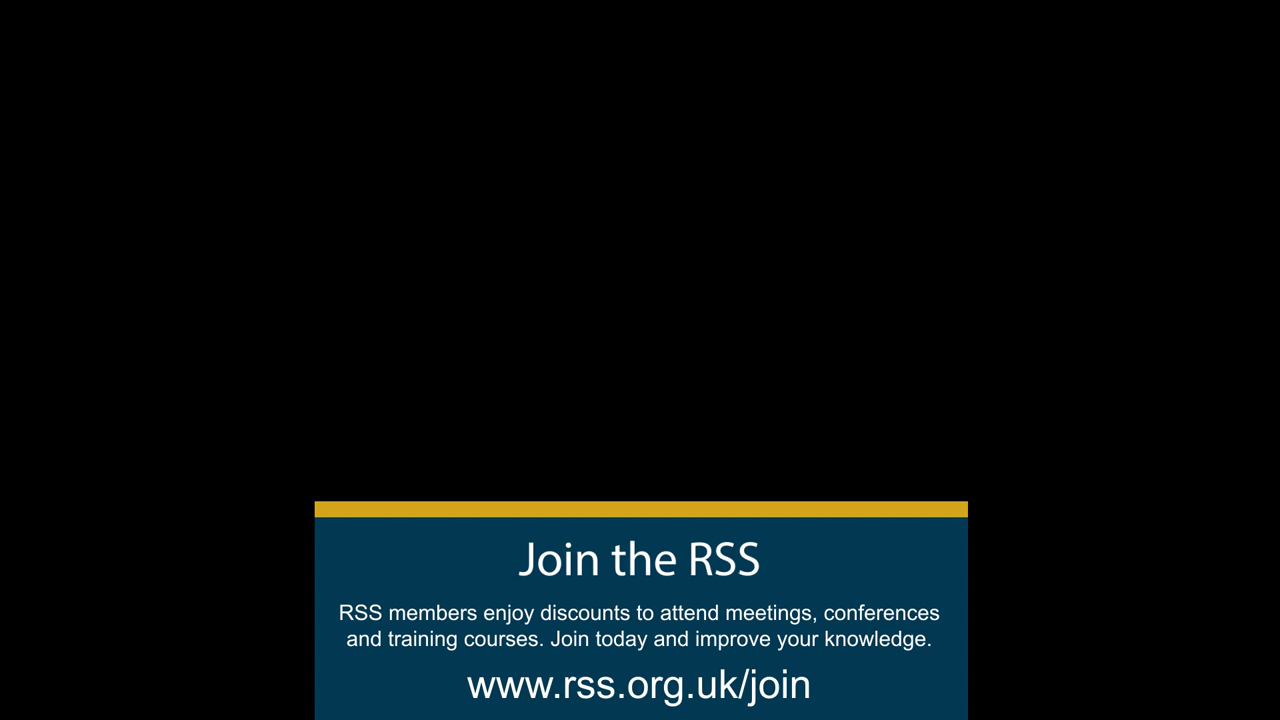 Join the RSS
RSS members enjoy discounts to attend meetings, conferences
and training courses. Join today and improve your knowledge.
www.rss.org.uk/join